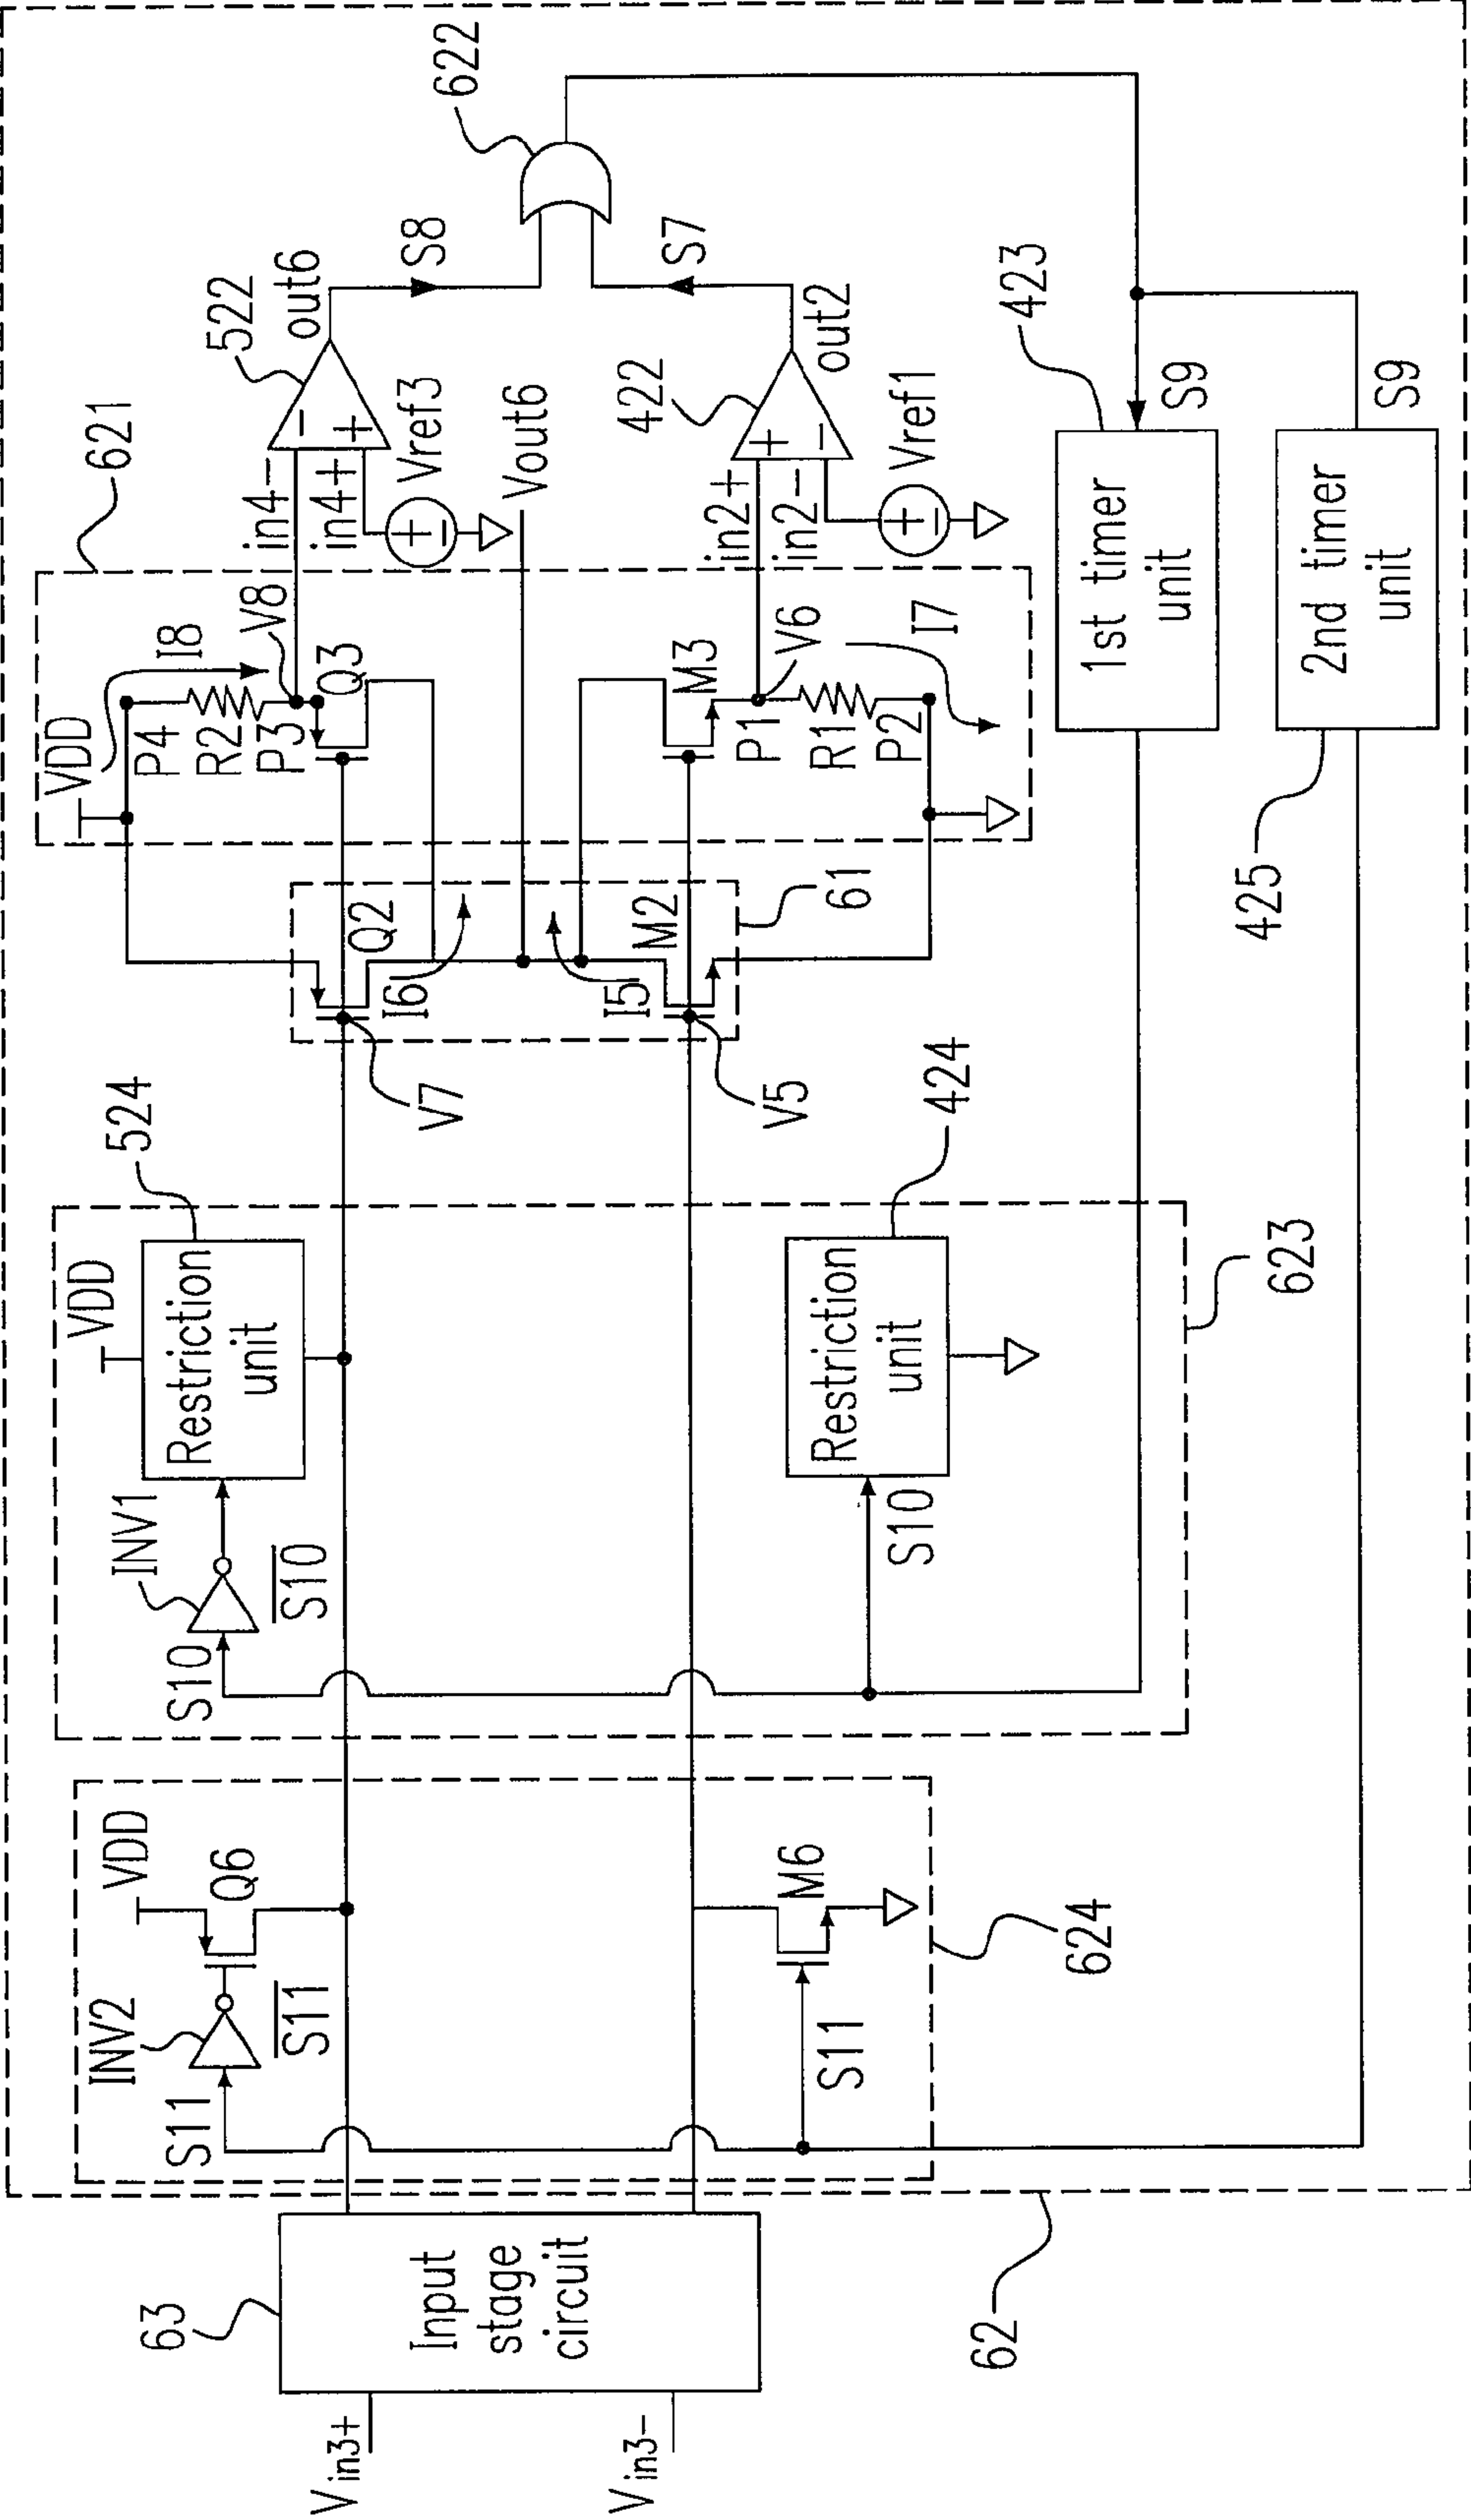 63
Vin3+
Vin3−
Input
stage
circuit
62
S11
INV2
S11
VDD
Q6
S11
M6
624
S10
INV1
S10
VDD
Restriction
unit
524
S10
Restriction
unit
424
623
V7
V5
Q2
I6
I5
M2
61
VDD
P4
R2
P3
I8
V8
Q3
M3
P1
R1
P2
V6
I7
621
in4−
in4+
Vref3
522
out6
−
+
S8
Vout6
in2+
in2−
Vref1
422
out2
+
−
S7
622
423
S9
1st timer
unit
S9
2nd timer
unit
425